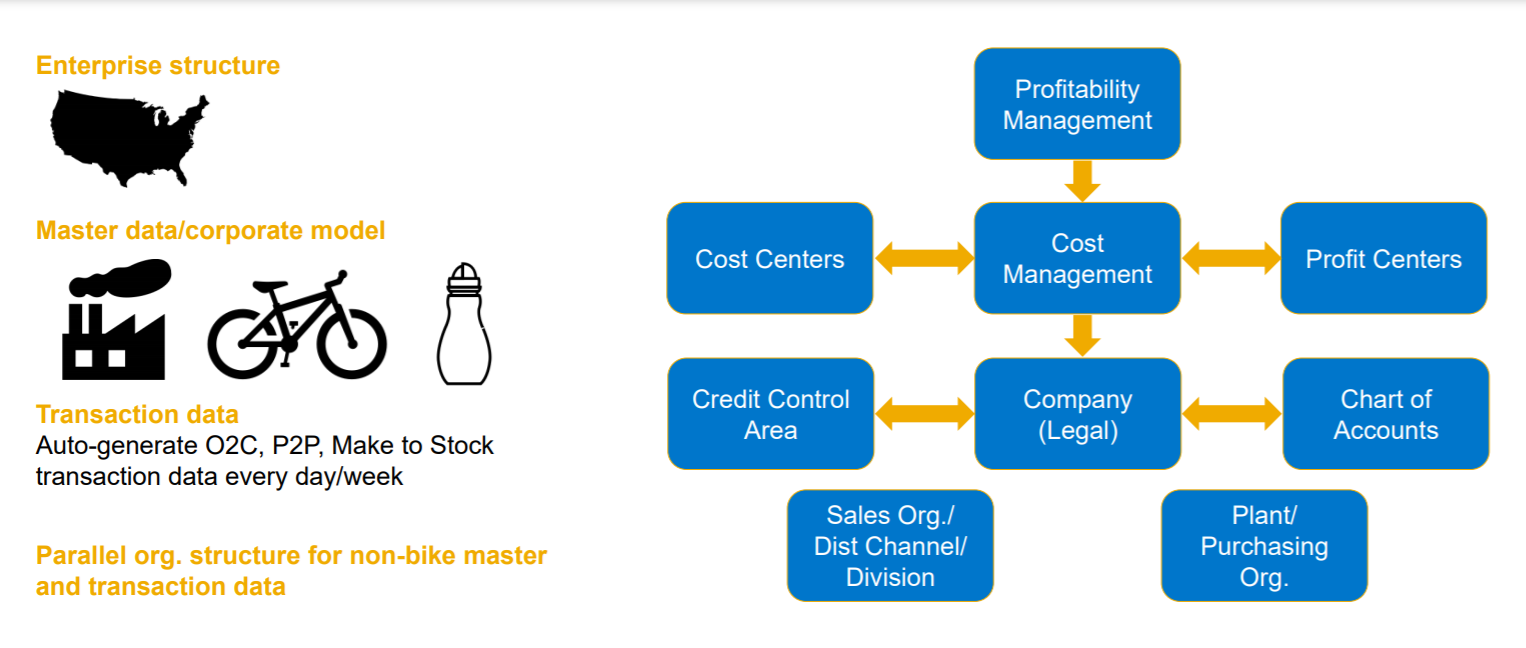 Enterprise structure
Master data/corporate model
Transaction data
Auto-generate O2C, P2P, Make to Stock
transaction data every day/week
Parallel org. structure for non-bike master
and transaction data
Profitability
Management
Cost Centers
Cost
Management
Profit Centers
Credit Control
Area
Company
(Legal)
Chart of
Accounts
Sales Org./
Dist Channel/
Division
Plant/
Purchasing
Org.